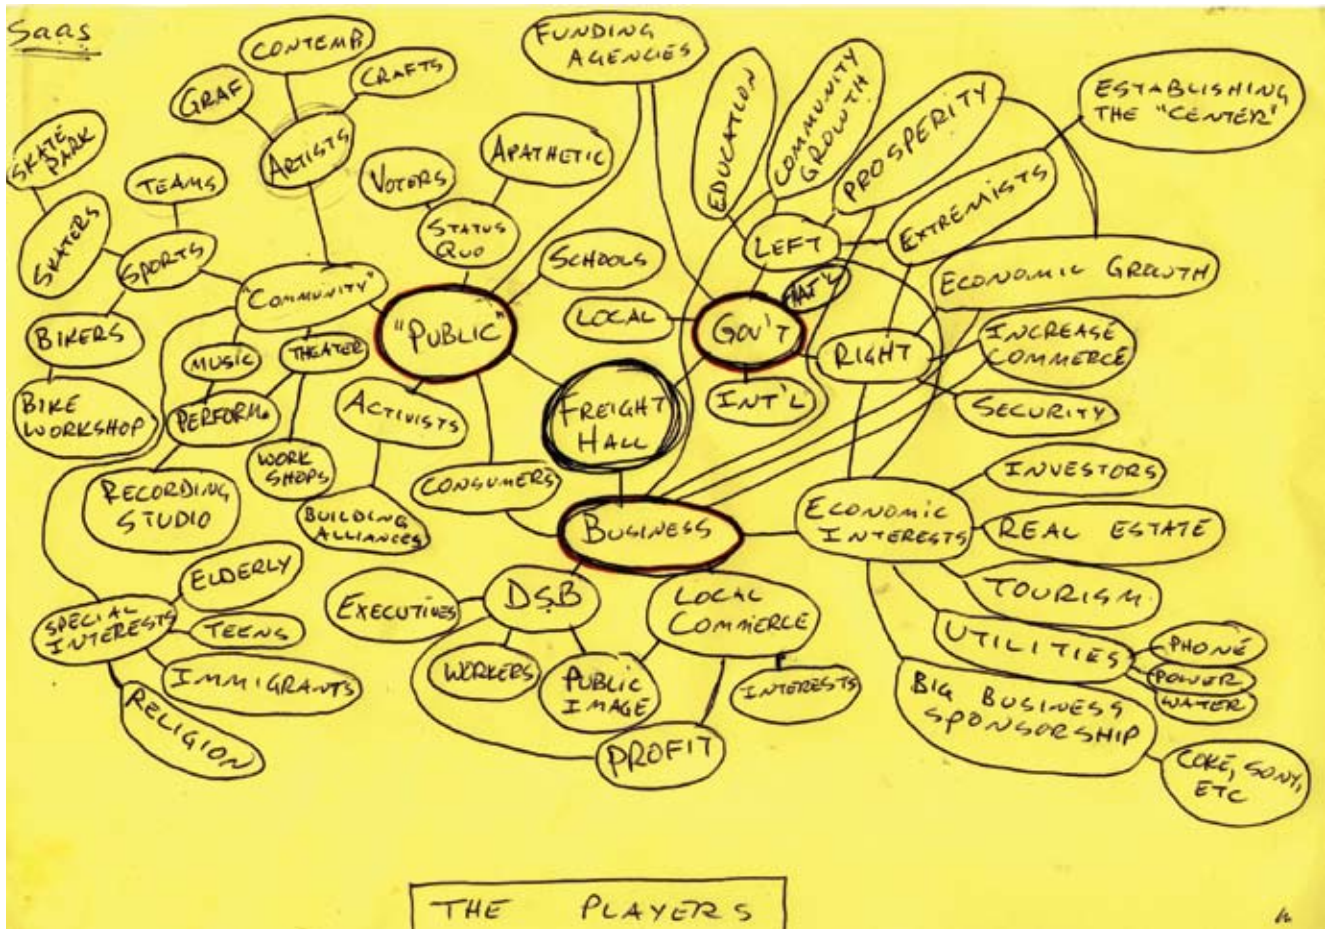 Saas
CONTEMP.
GRAF
CRAFTS
ARTISTS
FUNDING
AGENCIES
SKATE
PARK
TEAMS
SKATERS
SPORTS
VOTERS
APATHETIC
STATUS
QUO
SCHOOLS
EDUCATION
COMMUNITY
GROWTH
PROSPERITY
ESTABLISHING
THE "CENTER"
EXTREMISTS
LEFT
NAT'L
ECONOMIC GROWTH
"COMMUNITY"
"PUBLIC"
LOCAL
GOV'T
RIGHT
INCREASE
COMMERCE
INT'L
SECURITY
BIKERS
MUSIC
THEATER
BIKE
WORKSHOP
PERFORM.
ACTIVISTS
FREIGHT
HALL
WORK
SHOPS
CONSUMERS
RECORDING
STUDIO
BUILDING
ALLIANCES
BUSINESS
ECONOMIC
INTERESTS
INVESTORS
REAL ESTATE
TOURISM
UTILITIES
PHONE
POWER
WATER
ELDERLY
SPECIAL
INTERESTS
TEENS
IMMIGRANTS
RELIGION
EXECUTIVES
DSB
LOCAL
COMMERCE
WORKERS
PUBLIC
IMAGE
INTERESTS
PROFIT
BIG BUSINESS
SPONSORSHIP
COKE, SONY,
ETC
THE PLAYERS